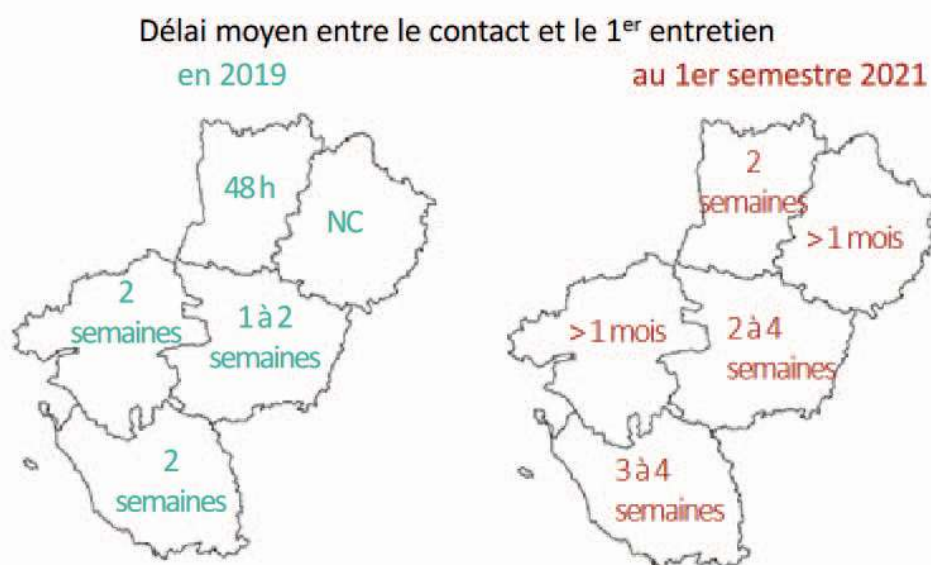 Délai moyen entre le contact et le 1er entretien
en 2019
au 1er semestre 2021
48 h
NC
2
semaines
1 à 2
semaines
2
semaines
2
semaines
> 1 mois
> 1 mois
2 à 4
semaines
3 à 4
semaines